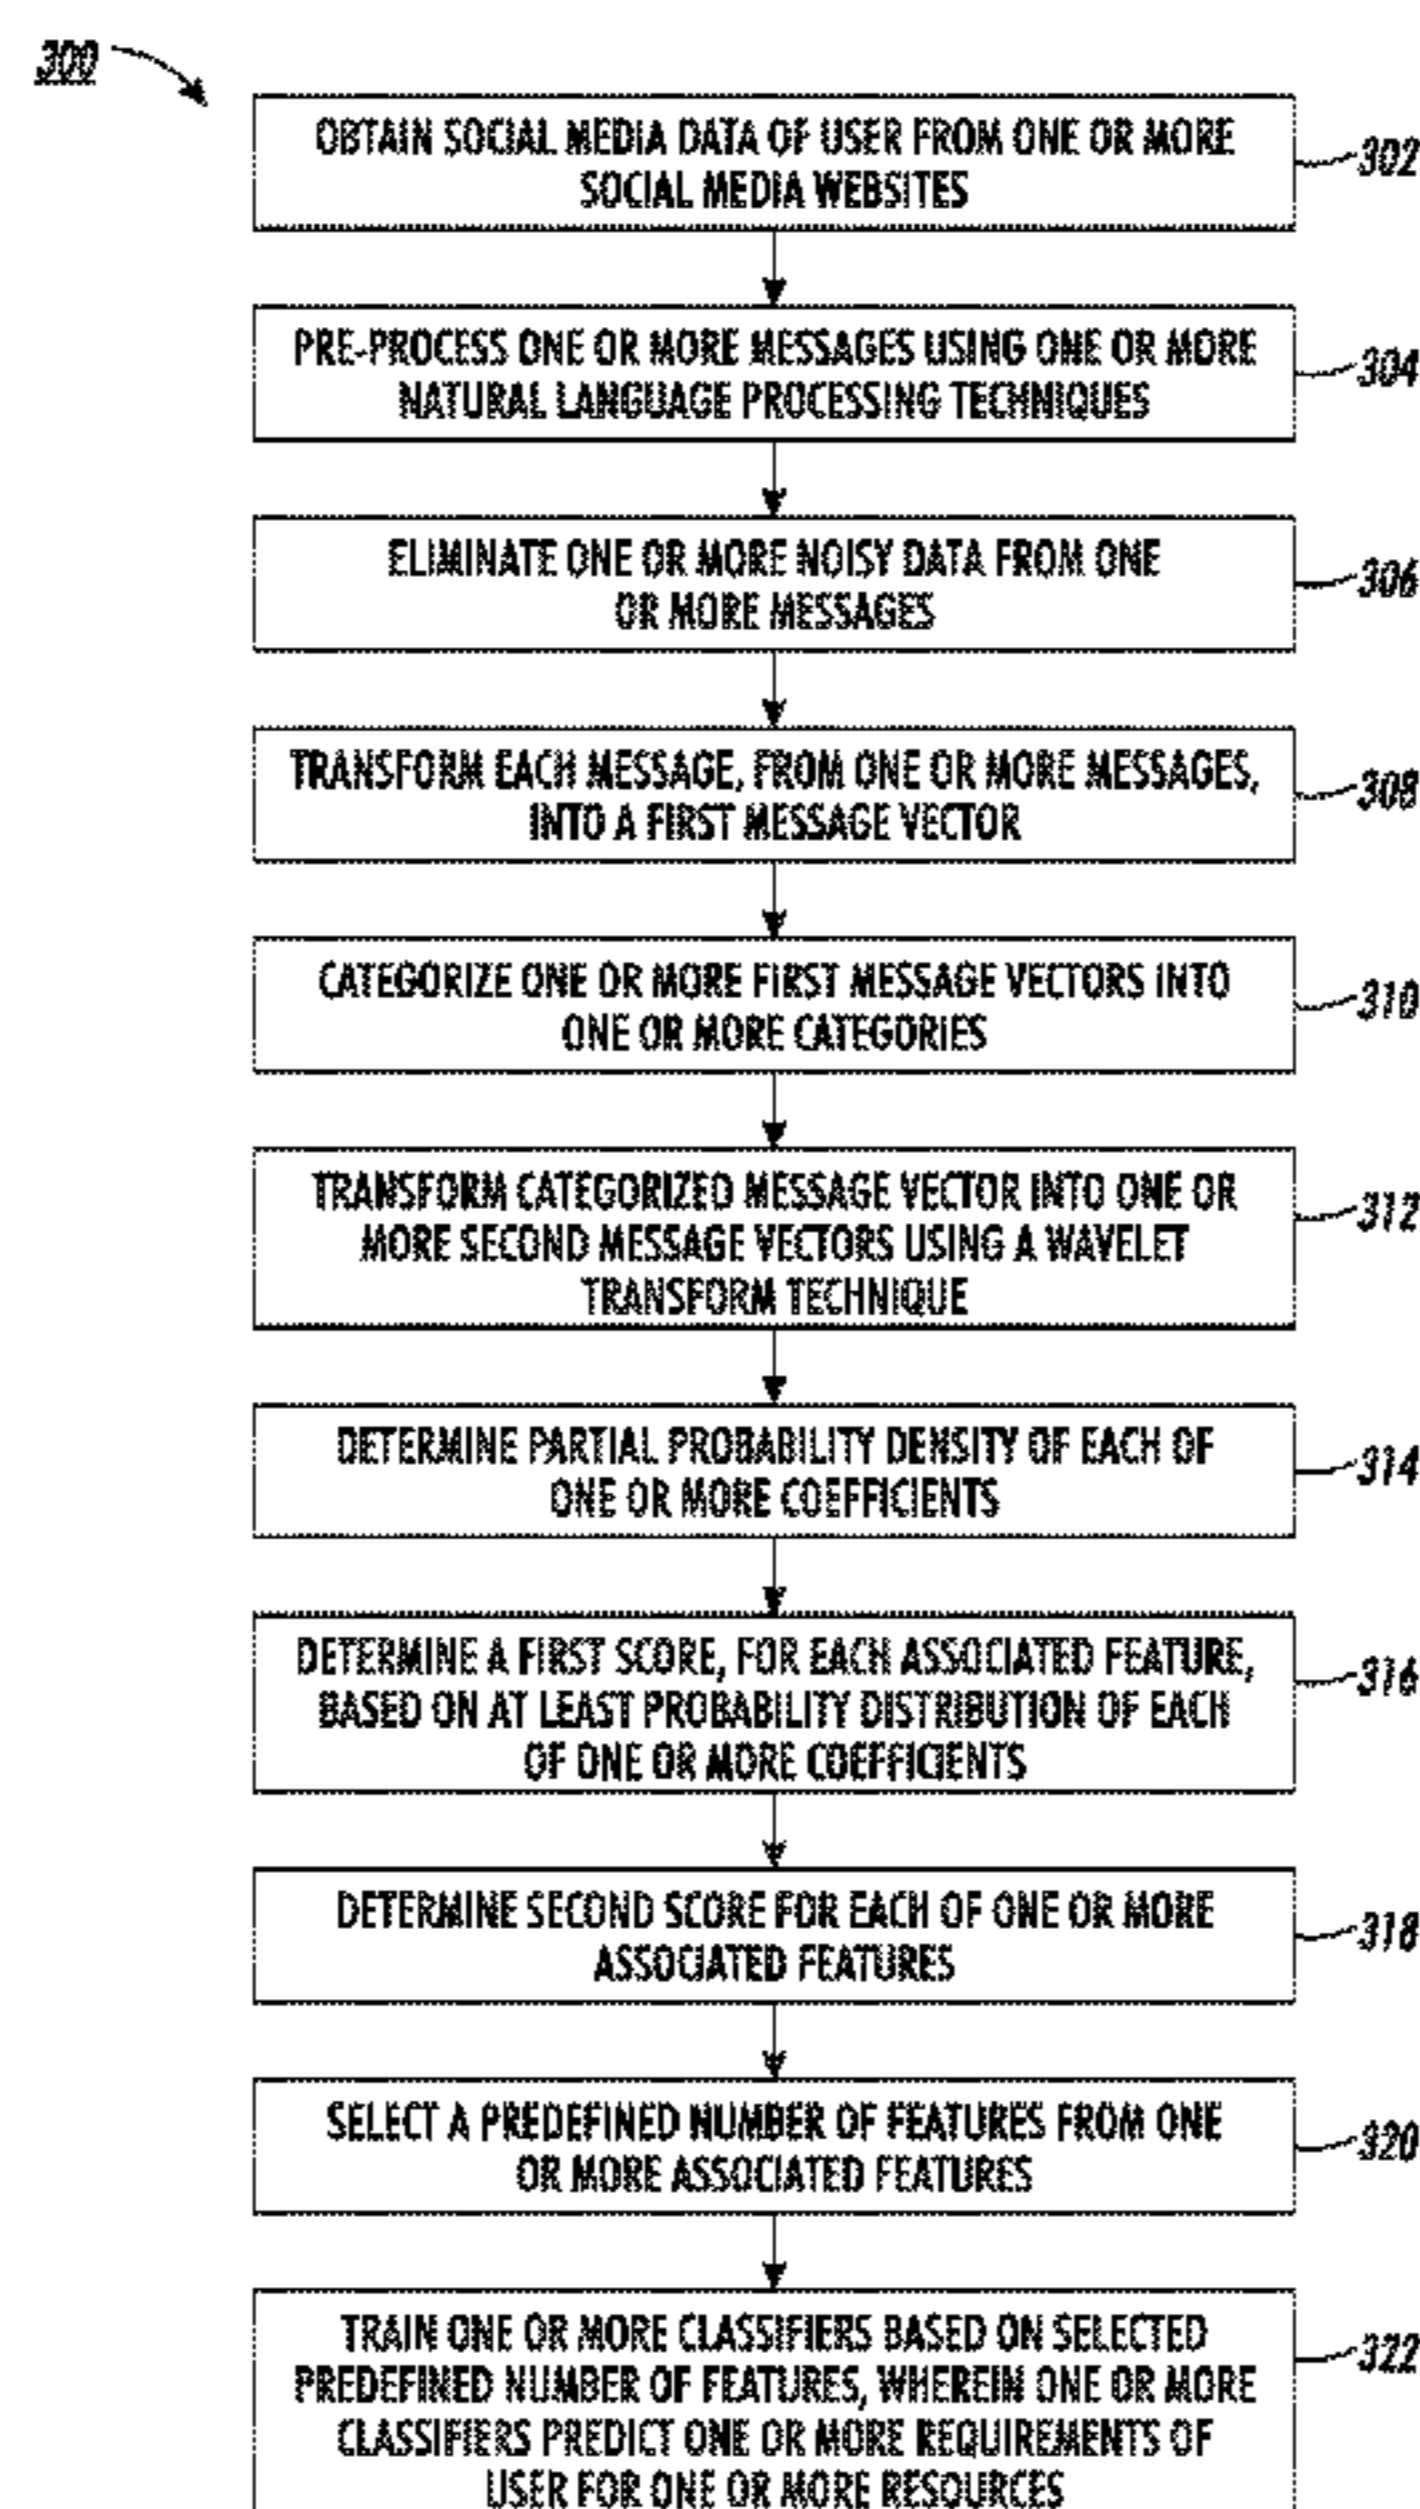 300
OBTAIN SOCIAL MEDIA DATA OF USER FROM ONE OR MORE
SOCIAL MEDIA WEBSITES
302
PRE-PROCESS ONE OR MORE MESSAGES USING ONE OR MORE
NATURAL LANGUAGE PROCESSING TECHNIQUES
304
ELIMINATE ONE OR MORE NOISY DATA FROM ONE
OR MORE MESSAGES
306
TRANSFORM EACH MESSAGE, FROM ONE OR MORE MESSAGES,
INTO A FIRST MESSAGE VECTOR
308
CATEGORIZE ONE OR MORE FIRST MESSAGE VECTORS INTO
ONE OR MORE CATEGORIES
310
TRANSFORM CATEGORIZED MESSAGE VECTOR INTO ONE OR
MORE SECOND MESSAGE VECTORS USING A WAVELET
TRANSFORM TECHNIQUE
312
DETERMINE PARTIAL PROBABILITY DENSITY OF EACH OF
ONE OR MORE COEFFICIENTS
314
DETERMINE A FIRST SCORE, FOR EACH ASSOCIATED FEATURE,
BASED ON AT LEAST PROBABILITY DISTRIBUTION OF EACH
OF ONE OR MORE COEFFICIENTS
316
DETERMINE SECOND SCORE FOR EACH OF ONE OR MORE
ASSOCIATED FEATURES
318
SELECT A PREDEFINED NUMBER OF FEATURES FROM ONE
OR MORE ASSOCIATED FEATURES
320
TRAIN ONE OR MORE CLASSIFIERS BASED ON SELECTED
PREDEFINED NUMBER OF FEATURES, WHEREIN ONE OR MORE
CLASSIFIERS PREDICT ONE OR MORE REQUIREMENTS OF
USER FOR ONE OR MORE RESOURCES
322